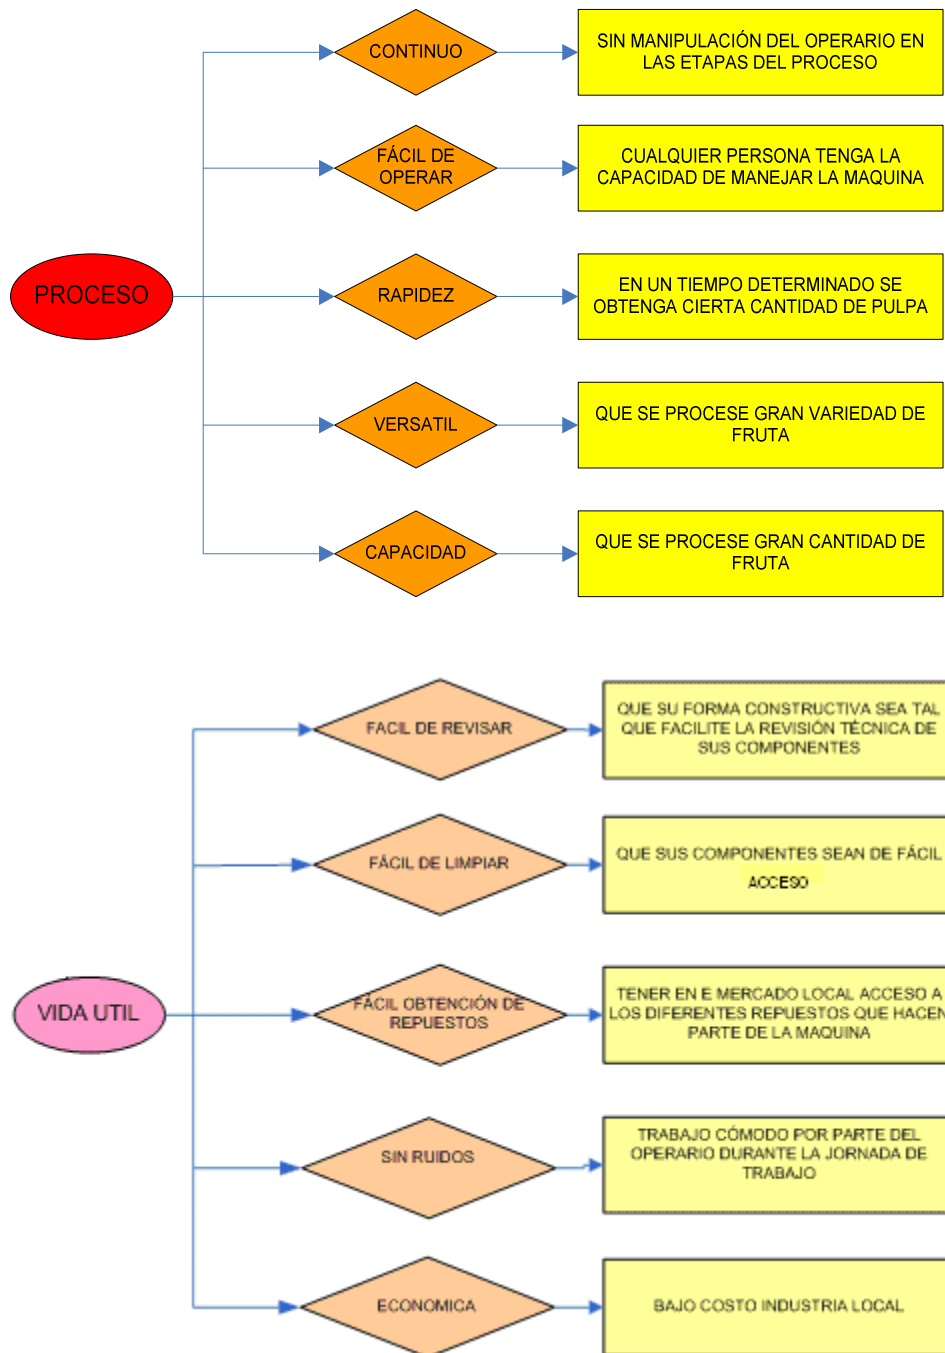 CONTINUO
SIN MANIPULACIÓN DEL OPERARIO EN
LAS ETAPAS DEL PROCESO
FÁCIL DE
OPERAR
CUALQUIER PERSONA TENGA LA
CAPACIDAD DE MANEJAR LA MAQUINA
PROCESO
RAPIDEZ
EN UN TIEMPO DETERMINADO SE
OBTENGA CIERTA CANTIDAD DE PULPA
VERSATIL
QUE SE PROCESE GRAN VARIEDAD DE
FRUTA
CAPACIDAD
QUE SE PROCESE GRAN CANTIDAD DE
FRUTA
FACIL DE REVISAR
QUE SU FORMA CONSTRUCTIVA SEA TAL
QUE FACILITE LA REVISIÓN TÉCNICA DE
SUS COMPONENTES
FÁCIL DE LIMPIAR
QUE SUS COMPONENTES SEAN DE FÁCIL
ACCESO
VIDA UTIL
FÁCIL OBTENCIÓN DE
REPUESTOS
TENER EN E MERCADO LOCAL ACCESO A
LOS DIFERENTES REPUESTOS QUE HACEN
PARTE DE LA MAQUINA
SIN RUIDOS
TRABAJO CÓMODO POR PARTE DEL
OPERARIO DURANTE LA JORNADA DE
TRABAJO
ECONOMICA
BAJO COSTO INDUSTRIA LOCAL